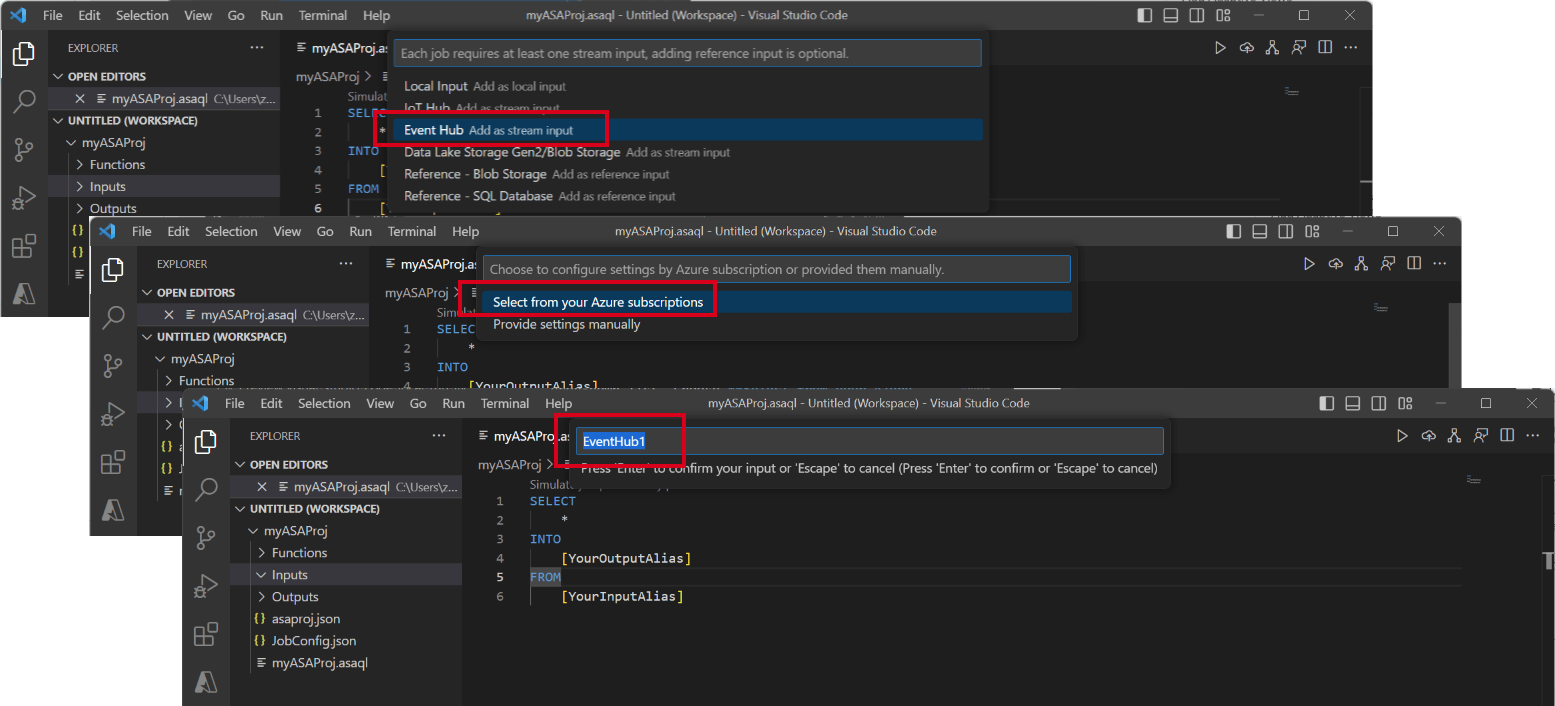 File Edit Selection View Go Run Terminal Help myASAProj.asaql - Untitled (Workspace) - Visual Studio Code
EXPLORER
myASAProj.as
Each job requires at least one stream input, adding reference input is optional.
OPEN EDITORS
myASAProj.asaql C:\Users\z...
myASAProj >
Local Input Add as local input
Simulat
IoT Hub Add as stream input
UNTITLED (WORKSPACE)
1 SELEC
Event Hub Add as stream input
2 *
myASAProj
3 INTO
Data Lake Storage Gen2/Blob Storage Add as stream input
Functions
4 [
Reference - Blob Storage Add as reference input
Inputs
5 FROM
Reference - SQL Database Add as reference input
Outputs
6
File Edit Selection View Go Run Terminal Help myASAProj.asaql - Untitled (Workspace) - Visual Studio Code
EXPLORER
myASAProj.a
Choose to configure settings by Azure subscription or provided them manually.
OPEN EDITORS
myASAProj >
Select from your Azure subscriptions
myASAProj.asaql C:\Users\z...
Simulat
Provide settings manually
UNTITLED (WORKSPACE)
1 SELEC
2 *
myASAProj
3 INTO
Functions
4 [YourOutputAlias]
File Edit Selection View Go Run Terminal Help myASAProj.asaql - Untitled (Workspace) - Visual Studio Code
EXPLORER
myASAProj.a
EventHub1
OPEN EDITORS
myASAProj >
Press 'Enter' to confirm your input or 'Escape' to cancel (Press 'Enter' to confirm or 'Escape' to cancel)
myASAProj.asaql C:\Users\z...
Simulate
UNTITLED (WORKSPACE)
1 SELECT
2 *
myASAProj
3 INTO
Functions
4 [YourOutputAlias]
Inputs
5 FROM
Outputs
6 [YourInputAlias]
{} asaproj.json
{} JobConfig.json
myASAProj.asaql